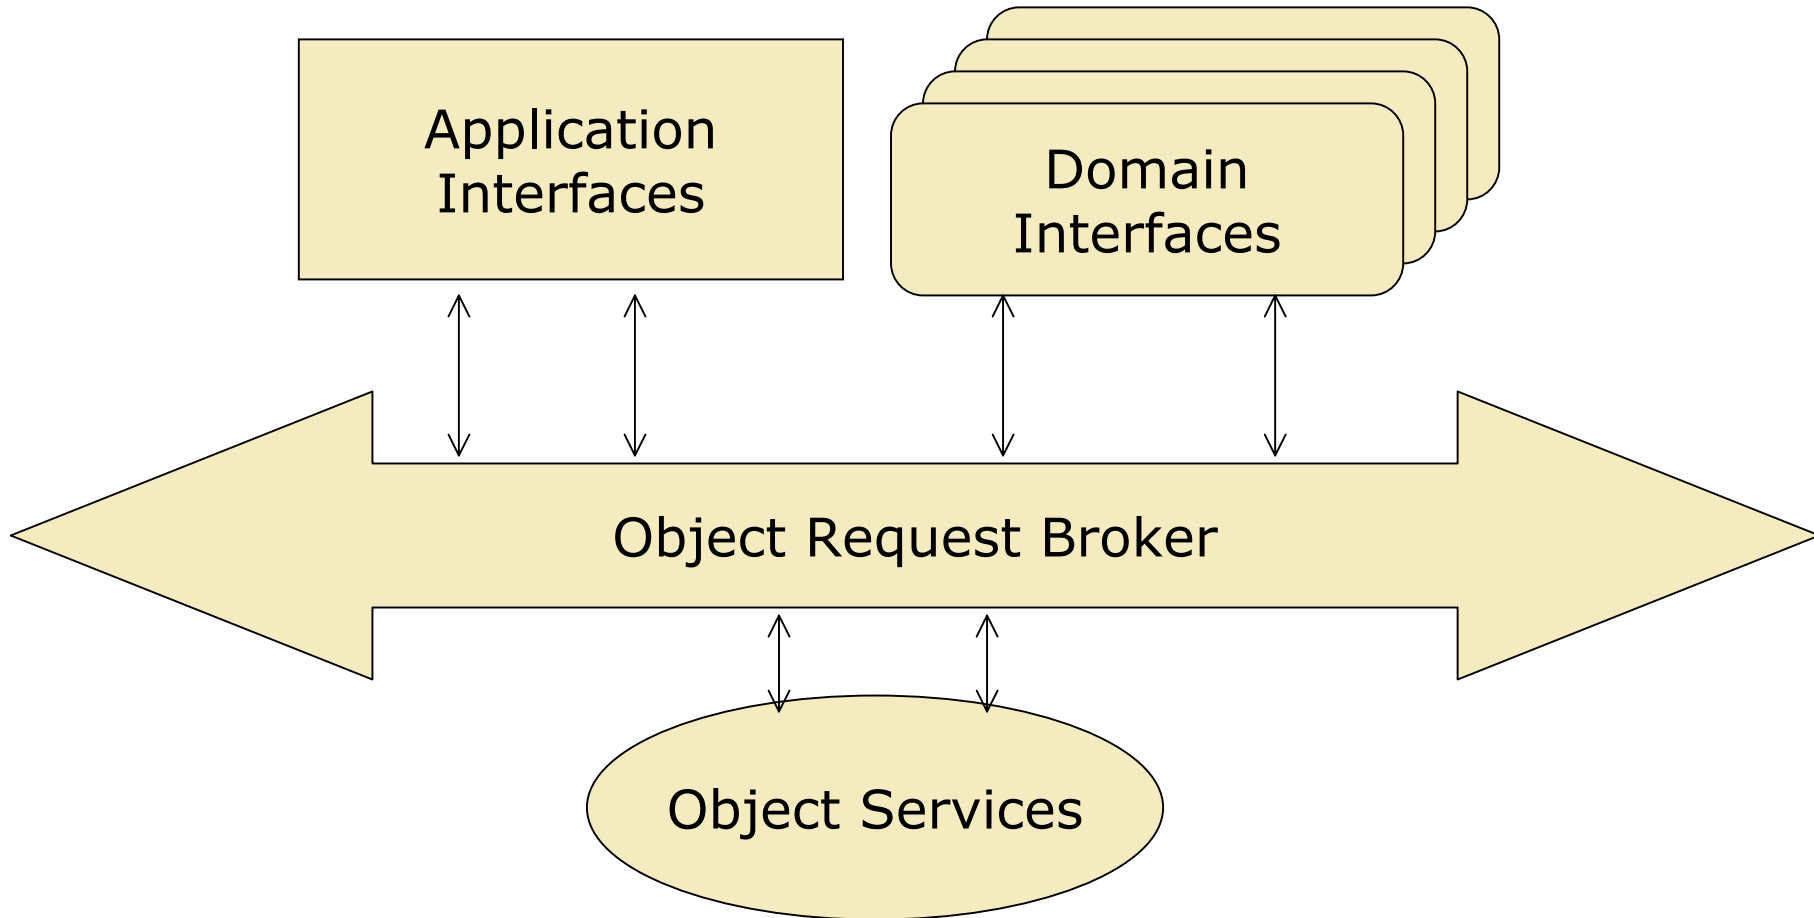 Application
Interfaces
Domain
Interfaces
Object Request Broker
Object Services